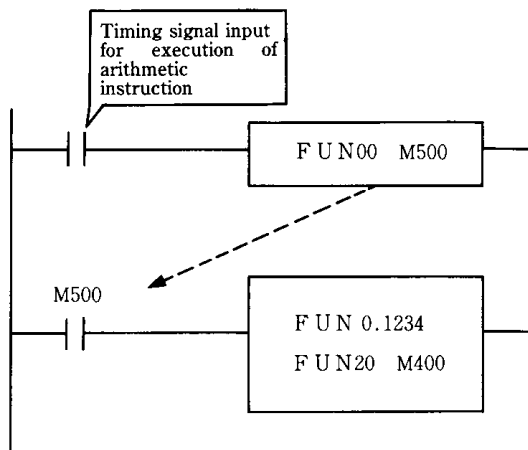 Timing signal input
for execution of
arithmetic
instruction
FUN00 M500
M500
FUN 0.1234
FUN20 M400